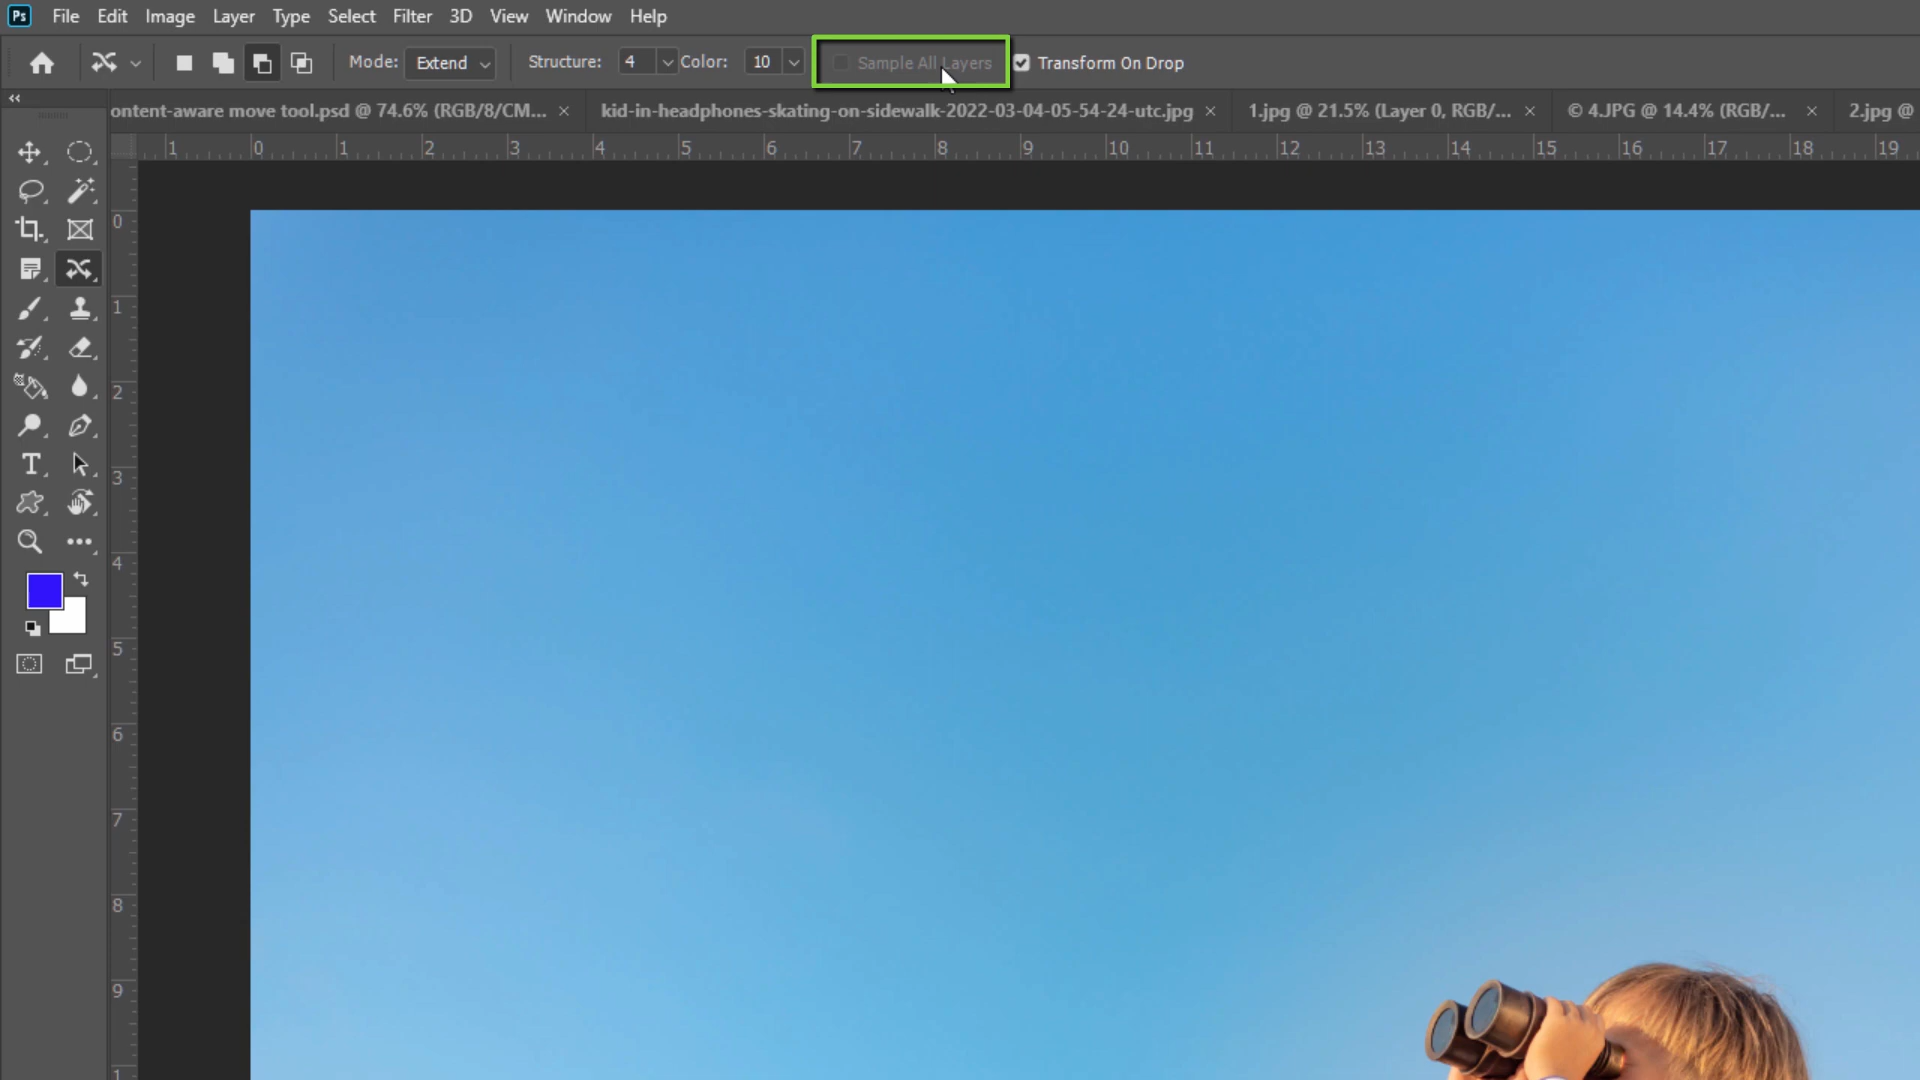 Ps File Edit Image Layer Type Select Filter 3D View Window Help
Mode: Extend Structure: 4 Color: 10 Sample All Layers Transform On Drop
ontent-aware move tool.psd @ 74.6% (RGB/8/CM... × kid-in-headphones-skating-on-sidewalk-2022-03-04-05-54-24-utc.jpg × 1.jpg @ 21.5% (Layer 0, RGB/... × © 4.JPG @ 14.4% (RGB/... × 2.jpg @
1 0 1 2 3 4 5 6 7 8 9 10 11 12 13 14 15 16 17 18 19
0
1
2
3
T
4
5
6
7
8
9
1